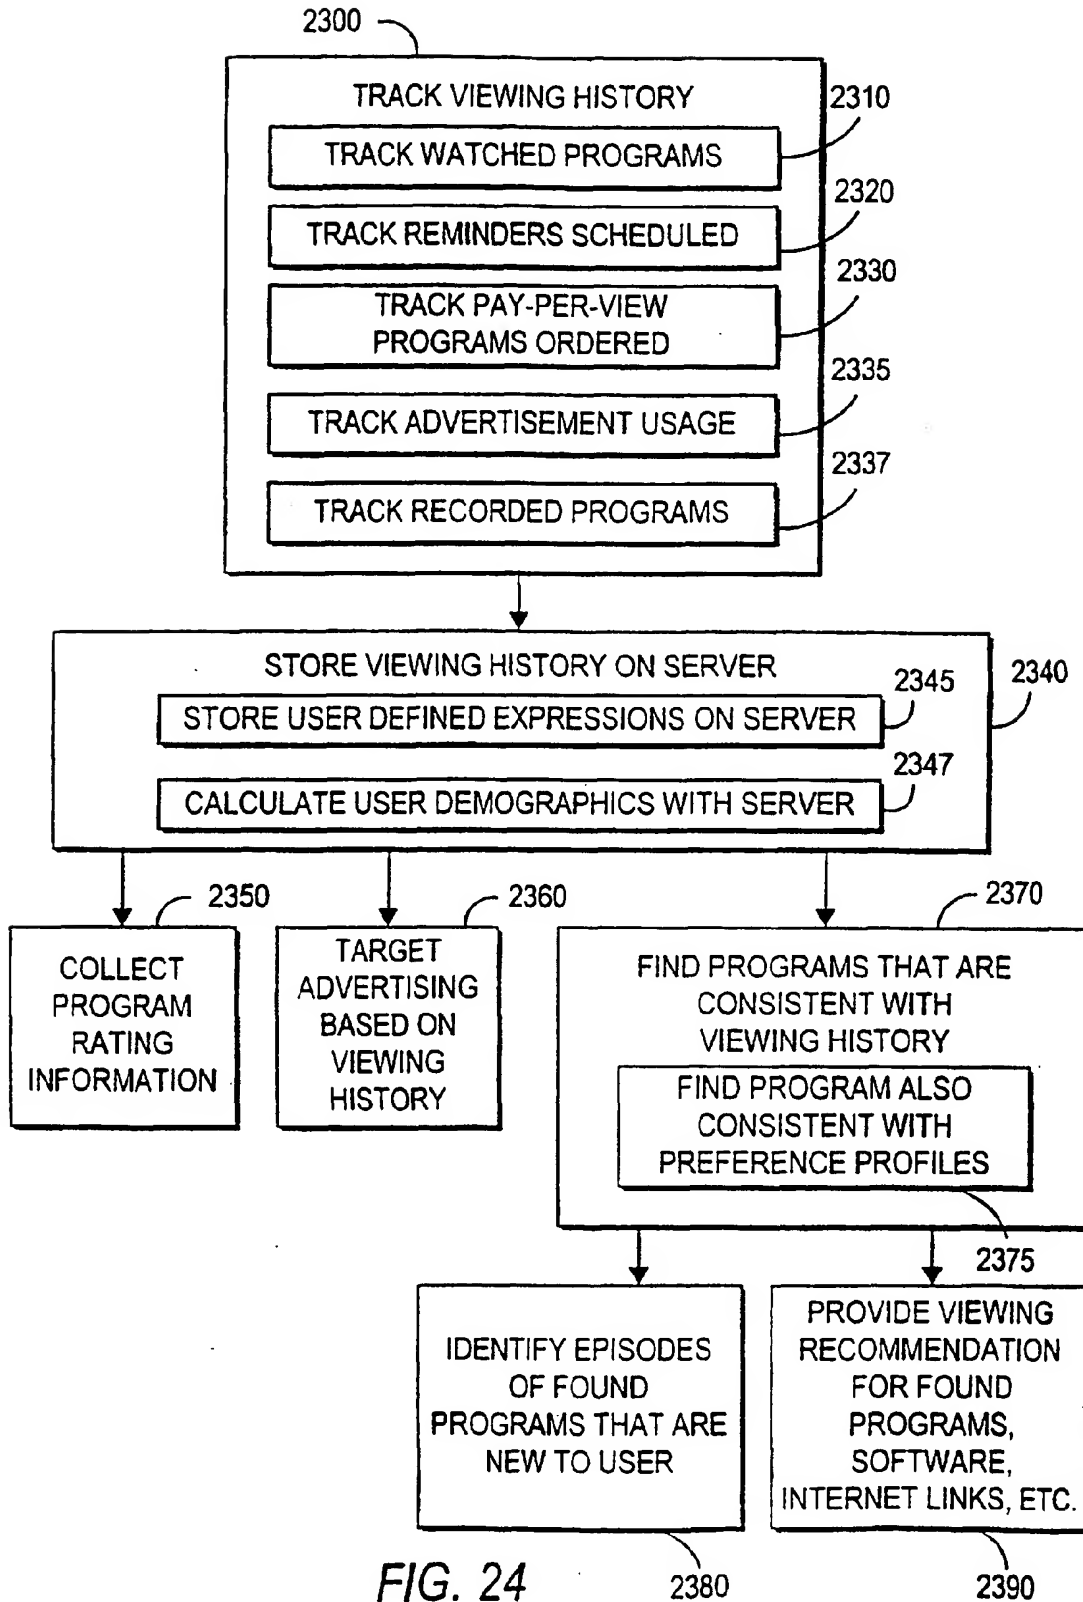 2300
TRACK VIEWING HISTORY
2310
TRACK WATCHED PROGRAMS
2320
TRACK REMINDERS SCHEDULED
2330
TRACK PAY-PER-VIEW
PROGRAMS ORDERED
2335
TRACK ADVERTISEMENT USAGE
2337
TRACK RECORDED PROGRAMS
STORE VIEWING HISTORY ON SERVER
2340
2345
STORE USER DEFINED EXPRESSIONS ON SERVER
2347
CALCULATE USER DEMOGRAPHICS WITH SERVER
2350
COLLECT
PROGRAM
RATING
INFORMATION
2360
TARGET
ADVERTISING
BASED ON
VIEWING
HISTORY
2370
FIND PROGRAMS THAT ARE
CONSISTENT WITH
VIEWING HISTORY
FIND PROGRAM ALSO
CONSISTENT WITH
PREFERENCE PROFILES
2375
IDENTIFY EPISODES
OF FOUND
PROGRAMS THAT ARE
NEW TO USER
2380
PROVIDE VIEWING
RECOMMENDATION
FOR FOUND
PROGRAMS,
SOFTWARE,
INTERNET LINKS, ETC.
2390
FIG. 24